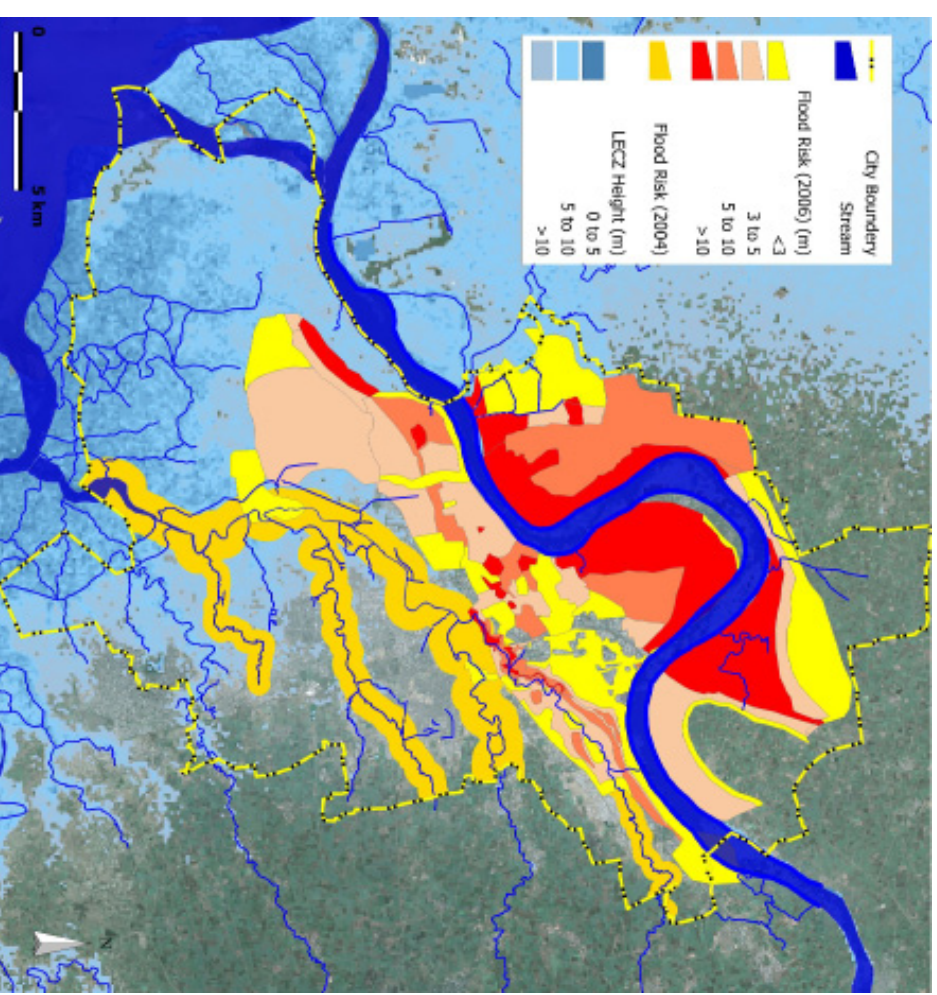 City Boundery
Stream
Flood Risk (2006) (m)
<3
3 to 5
5 to 10
>10
Flood Risk (2004)
LECZ Height (m)
0 to 5
5 to 10
>10
0
5 km
N